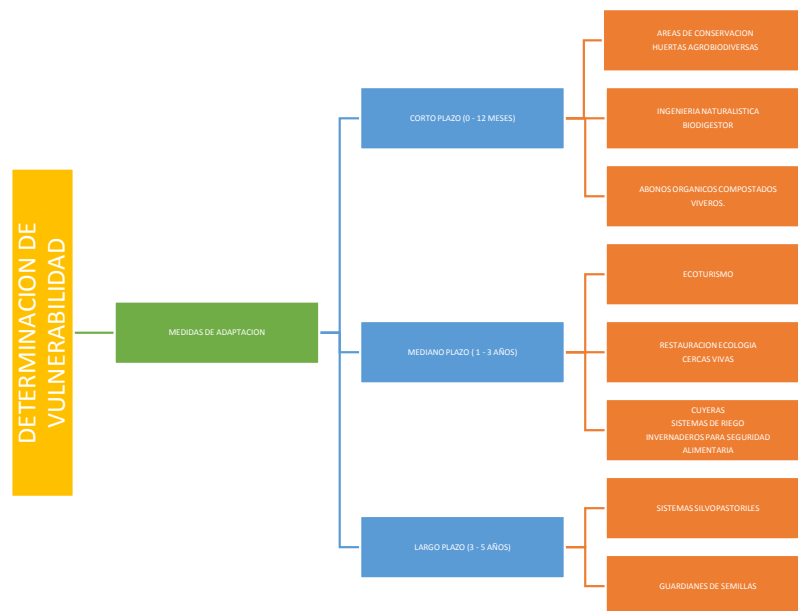 DETERMINACION DE
VULVERABILIDAD
MEDIDAS DE ADAPTACION
CORTO PLAZO (0 - 12 MESES)
AREAS DE CONSERVACION
HUERTAS AGROBIODIVERSAS
INGENIERIA NATURALISTICA
BIODIGESTOR
ABONOS ORGANICOS COMPOSTADOS
VIVEROS.
MEDIANO PLAZO ( 1 - 3 AÑOS)
ECOTURISMO
RESTAURACION ECOLOGIA
CERCAS VIVAS
CUYERAS
SISTEMAS DE RIEGO
INVERNADEROS PARA SEGURIDAD
ALIMENTARIA
LARGO PLAZO (3 - 5 AÑOS)
SISTEMAS SILVOPASTORILES
GUARDIANES DE SEMILLAS